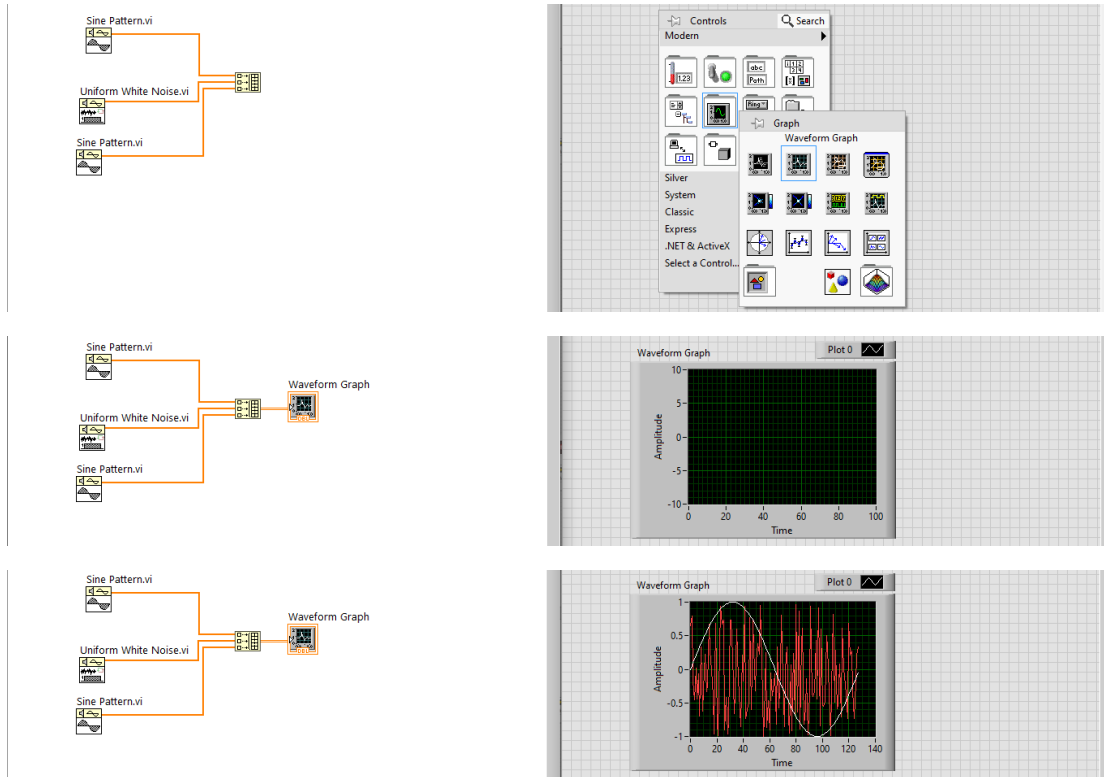 Sine Pattern.vi
Uniform White Noise.vi
Sine Pattern.vi
Controls
Search
Modern
1.23
abc
Path
Ring
Graph
Waveform Graph
Silver
System
Classic
Express
.NET & ActiveX
Select a Control...
Sine Pattern.vi
Uniform White Noise.vi
Sine Pattern.vi
Waveform Graph
DBL
Waveform Graph
Plot 0
10
5
0
-5
-10
Amplitude
0 20 40 60 80 100
Time
Sine Pattern.vi
Uniform White Noise.vi
Sine Pattern.vi
Waveform Graph
DBL
Waveform Graph
Plot 0
1
0.5
0
-0.5
-1
Amplitude
0 20 40 60 80 100 120 140
Time